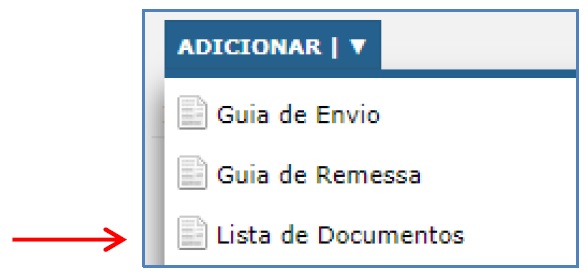 ADICIONAR | ▼
Guia de Envio
Guia de Remessa
Lista de Documentos